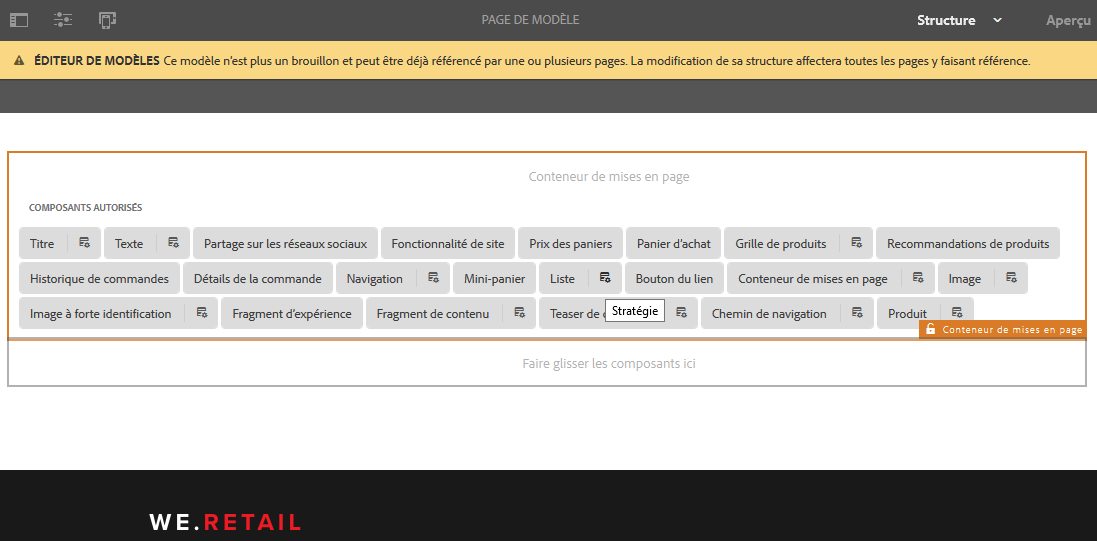 PAGE DE MODÈLE Structure Aperçu
ÉDITEUR DE MODÈLES Ce modèle n'est plus un brouillon et peut être déjà référencé par une ou plusieurs pages. La modification de sa structure affectera toutes les pages y faisant référence.
Conteneur de mises en page
COMPOSANTS AUTORISÉS
Titre Texte Partage sur les réseaux sociaux Fonctionnalité de site Prix des paniers Panier d'achat Grille de produits Recommandations de produits
Historique de commandes Détails de la commande Navigation Mini-panier Liste Bouton du lien Conteneur de mises en page Image
Image à forte identification Fragment d'expérience Fragment de contenu Teaser de Stratégie Chemin de navigation Produit
Conteneur de mises en page
Faire glisser les composants ici
WE.RETAIL